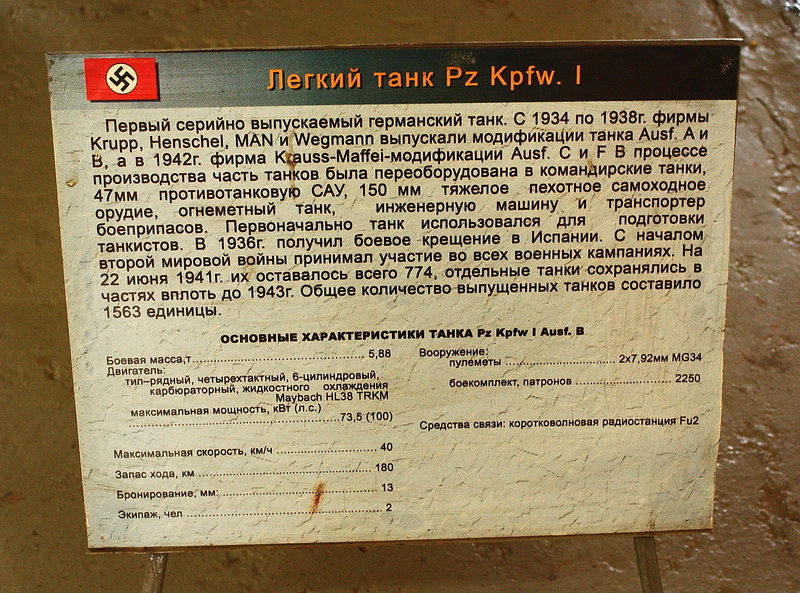 Легкий танк Pz Kpfw. I
Первый серийно выпускаемый германский танк. С 1934 по 1938г. фирмы
Krupp, Henschel, MAN и Wegmann выпускали модификации танка Ausf. А и
В, а в 1942г. фирма Krauss-Maffei-модификации Ausf. С и F В процессе
производства часть танков была переоборудована в командирские танки,
47мм противотанковую САУ, 150 мм тяжелое пехотное самоходное
орудие, огнеметный танк, инженерную машину и транспортер
боеприпасов. Первоначально танк использовался для подготовки
танкистов. В 1936г. получил боевое крещение в Испании. С началом
второй мировой войны принимал участие во всех военных кампаниях. На
22 июня 1941г. их оставалось всего 774, отдельные танки сохранялись в
частях вплоть до 1943г. Общее количество выпущенных танков составило
1563 единицы.
ОСНОВНЫЕ ХАРАКТЕРИСТИКИ ТАНКА Pz Kpfw I Ausf. B
Боевая масса,т 5,88
Двигатель:
тип–рядный, четырехтактный, 6-цилиндровый,
карбюраторный, жидкостного охлаждения
Maybach HL38 TRKM
максимальная мощность, кВт (л.с.)
73,5 (100)
Максимальная скорость, км/ч 40
Запас хода, км 180
Бронирование, мм: 13
Экипаж, чел 2
Вооружение:
пулеметы 2x7,92мм MG34
боекомплект, патронов 2250
Средства связи: коротковолновая радиостанция Fu2